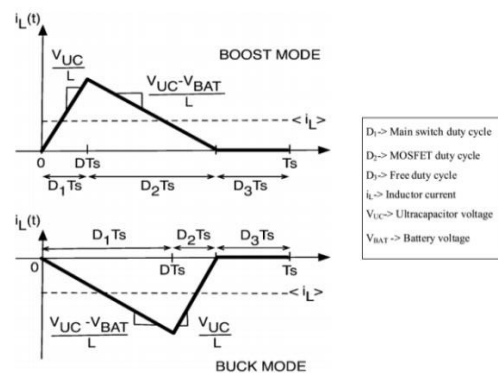 iL(t)
BOOST MODE
VUC
L
VUC-VBAT
L
< iL >
0
DTs
Ts
D1Ts
D2Ts
D3Ts
iL(t)
D1Ts
D2Ts
D3Ts
0
DTs
Ts
< iL >
VUC -VBAT
L
VUC
L
BUCK MODE
D1-> Main switch duty cycle
D2-> MOSFET duty cycle
D3-> Free duty cycle
iL-> Inductor current
VUC-> Ultracapacitor voltage
VBAT -> Battery voltage